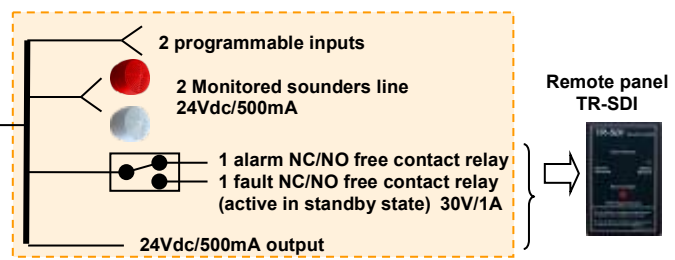 2 programmable inputs
2 Monitored sounders line
24Vdc/500mA
1 alarm NC/NO free contact relay
1 fault NC/NO free contact relay
(active in standby state) 30V/1A
24Vdc/500mA output
Remote panel
TR-SDI
TR-SDI